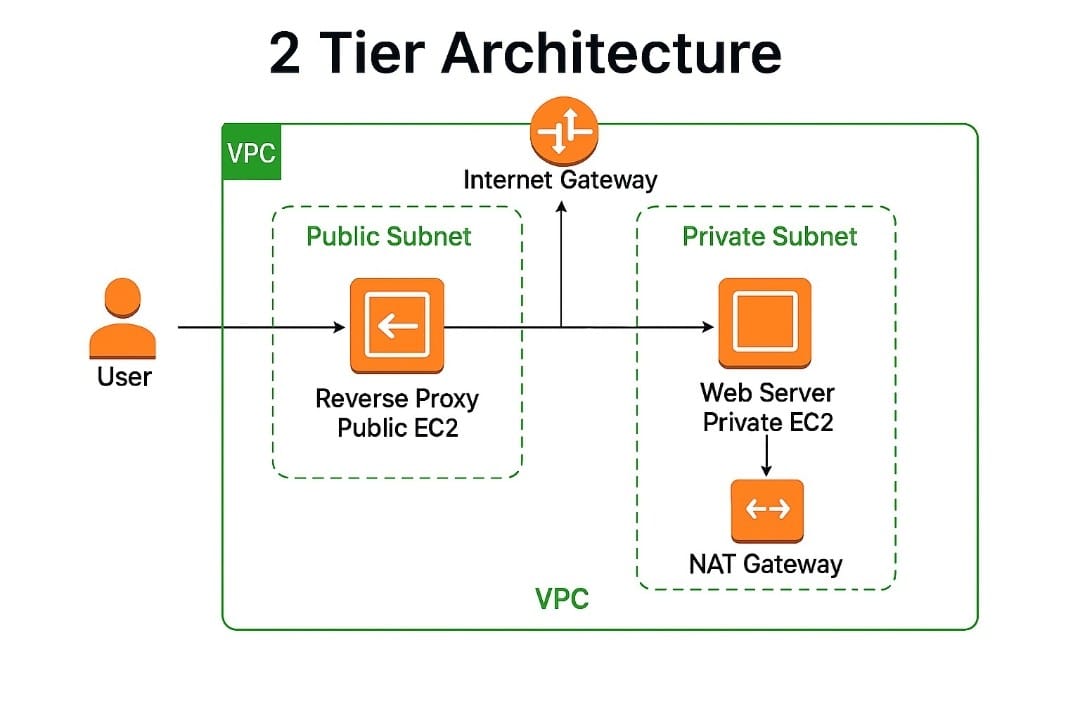 2 Tier Architecture
VPC
Internet Gateway
Public Subnet
Private Subnet
User
Reverse Proxy
Public EC2
Web Server
Private EC2
NAT Gateway
VPC